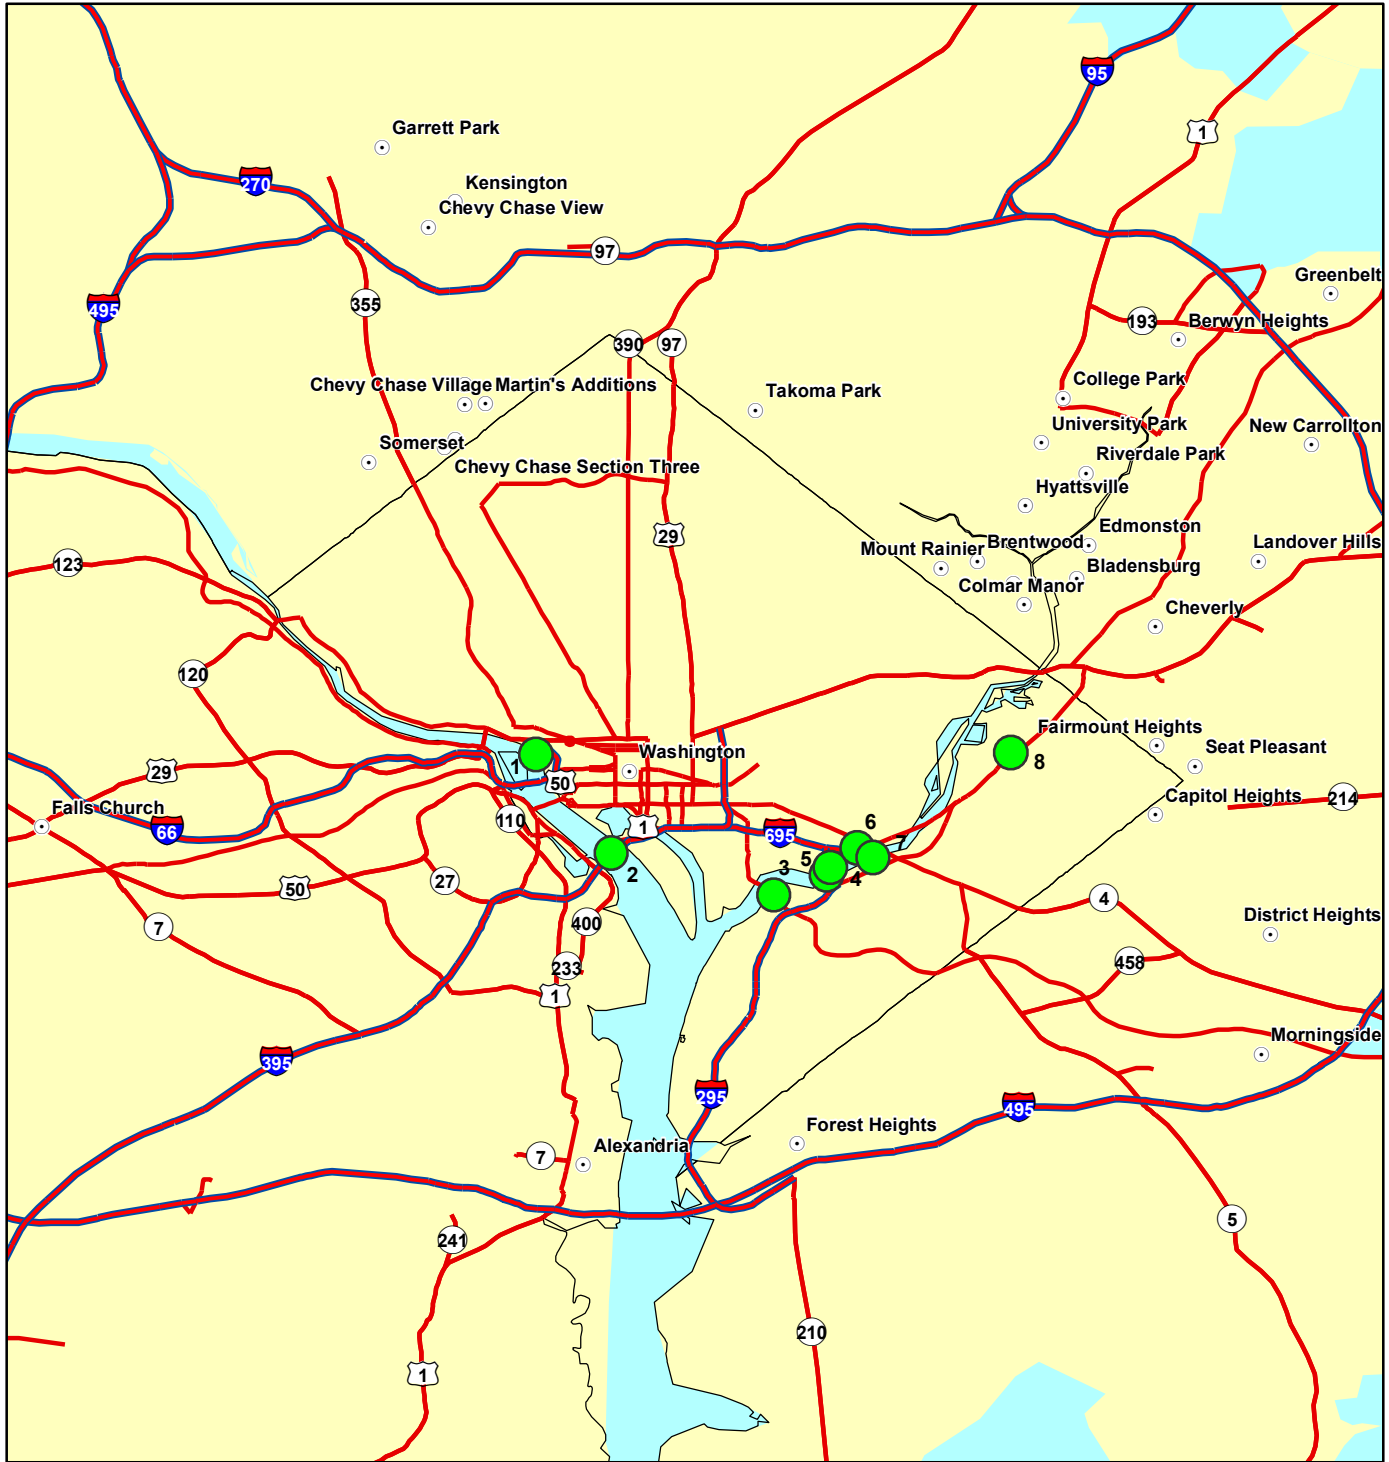 95
1
Garrett Park
270
Kensington
Chevy Chase View
97
Greenbelt
495
355
193
Berwyn Heights
390
97
Chevy Chase Village
Martin's Additions
Takoma Park
College Park
University Park
New Carrollton
Somerset
Riverdale Park
Chevy Chase Section Three
Hyattsville
29
Edmonston
Brentwood
Landover Hills
Mount Rainier
123
Bladensburg
Colmar Manor
Cheverly
120
Fairmount Heights
Washington
Seat Pleasant
1
8
29
50
Capitol Heights
214
Falls Church
110
1
66
695
6
7
5
3
4
2
27
50
4
400
District Heights
7
458
233
1
Morningside
395
295
495
Forest Heights
Alexandria
7
5
241
210
1